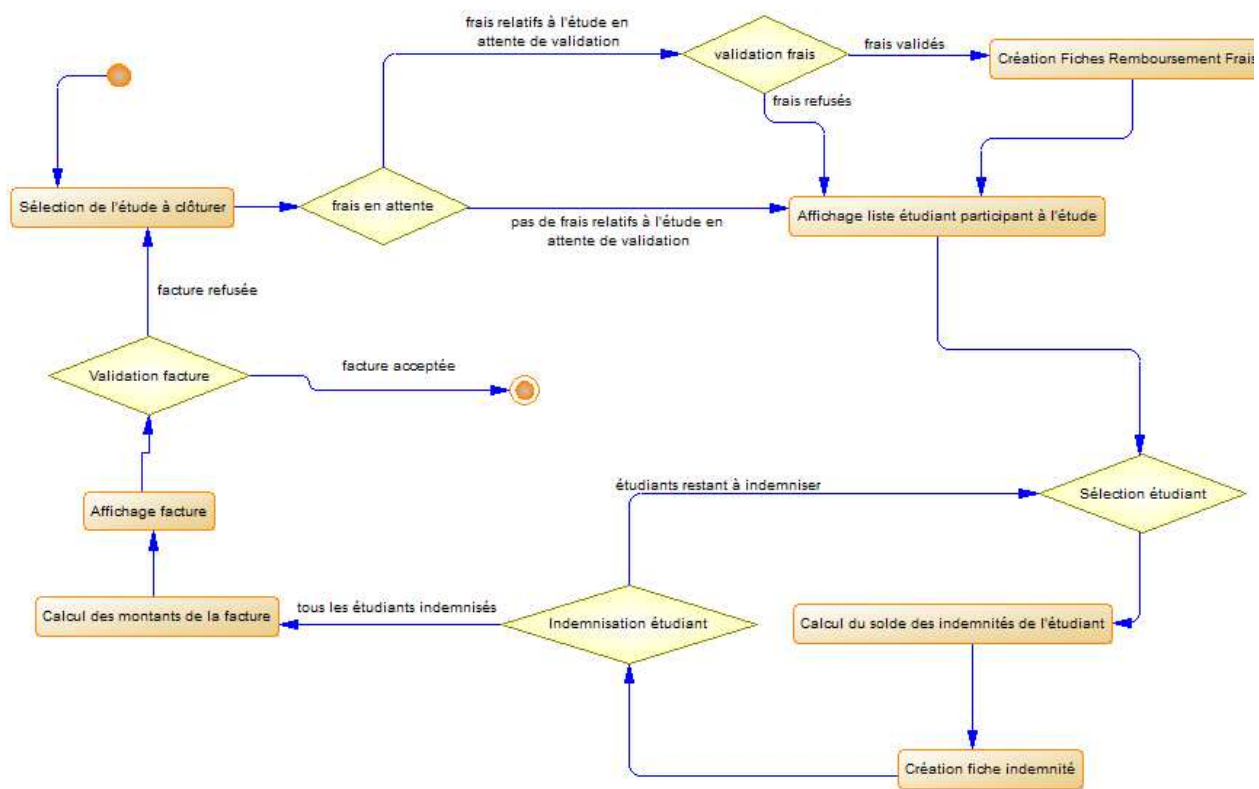 frais relatifs à l'étude en
attente de validation
validation frais
frais validés
Création Fiches Remboursement Frais
frais refusés
Sélection de l'étude à clôturer
frais en attente
pas de frais relatifs à l'étude en
attente de validation
Affichage liste étudiant participant à l'étude
facture refusée
Validation facture
facture acceptée
étudiants restant à indemniser
Sélection étudiant
Affichage facture
Calcul des montants de la facture
tous les étudiants indemnisés
Indemnisation étudiant
Calcul du solde des indemnités de l'étudiant
Création fiche indemnité